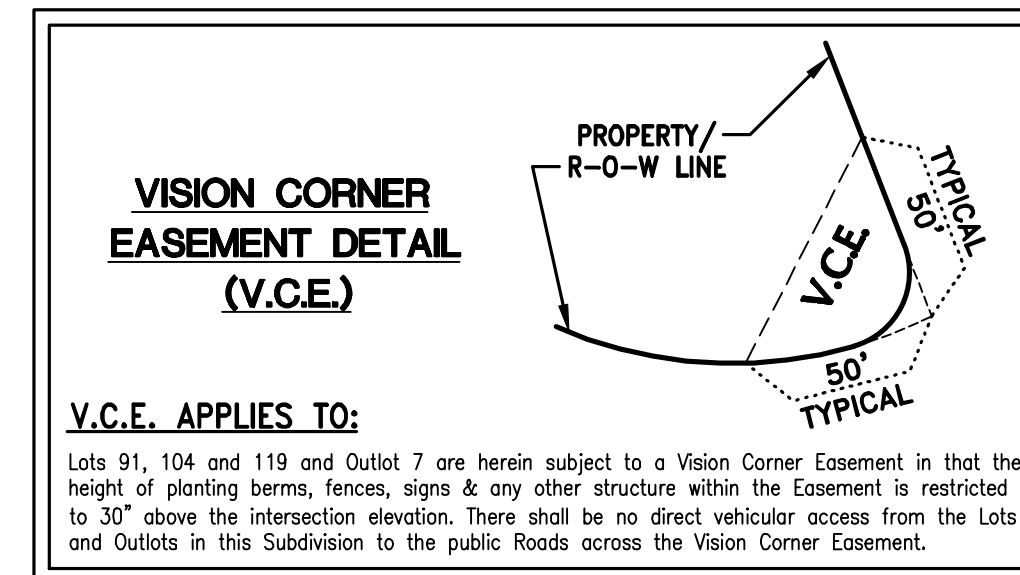 VISION CORNER
EASEMENT DETAIL
(V.C.E.)
PROPERTY/
R-O-W LINE
V.C.E.
TYPICAL
50'
50'
TYPICAL
V.C.E. APPLIES TO:
Lots 91, 104 and 119 and Outlot 7 are herein subject to a Vision Corner Easement in that the
height of planting berms, fences, signs & any other structure within the Easement is restricted
to 30" above the intersection elevation. There shall be no direct vehicular access from the Lots
and Outlots in this Subdivision to the public Roads across the Vision Corner Easement.